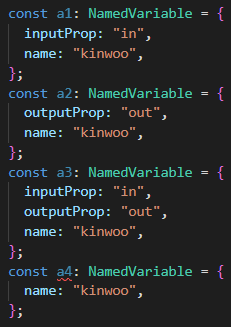 const a1: NamedVariable = {
  inputProp: "in",
  name: "kinwoo",
};
const a2: NamedVariable = {
  outputProp: "out",
  name: "kinwoo",
};
const a3: NamedVariable = {
  inputProp: "in",
  outputProp: "out",
  name: "kinwoo",
};
const a4: NamedVariable = {
  name: "kinwoo",
};